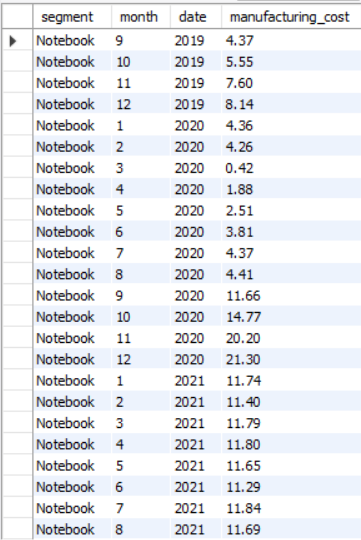 segment month date manufacturing_cost
Notebook 9 2019 4.37
Notebook 10 2019 5.55
Notebook 11 2019 7.60
Notebook 12 2019 8.14
Notebook 1 2020 4.36
Notebook 2 2020 4.26
Notebook 3 2020 0.42
Notebook 4 2020 1.88
Notebook 5 2020 2.51
Notebook 6 2020 3.81
Notebook 7 2020 4.37
Notebook 8 2020 4.41
Notebook 9 2020 11.66
Notebook 10 2020 14.77
Notebook 11 2020 20.20
Notebook 12 2020 21.30
Notebook 1 2021 11.74
Notebook 2 2021 11.40
Notebook 3 2021 11.79
Notebook 4 2021 11.80
Notebook 5 2021 11.65
Notebook 6 2021 11.29
Notebook 7 2021 11.84
Notebook 8 2021 11.69